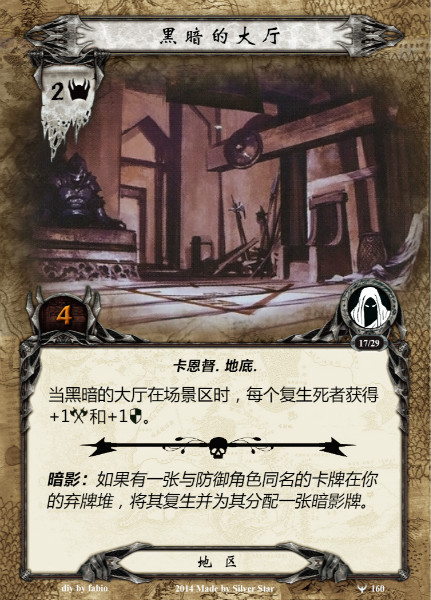 黑暗的大厅
2
4
17/29
卡恩督. 地底.
当黑暗的大厅在场景区时，每个复生死者获得
+1和+1。
暗影：如果有一张与防御角色同名的卡牌在你
的弃牌堆，将其复生并为其分配一张暗影牌。
地区
diy by fabio
2014 Made by Silver Star
160